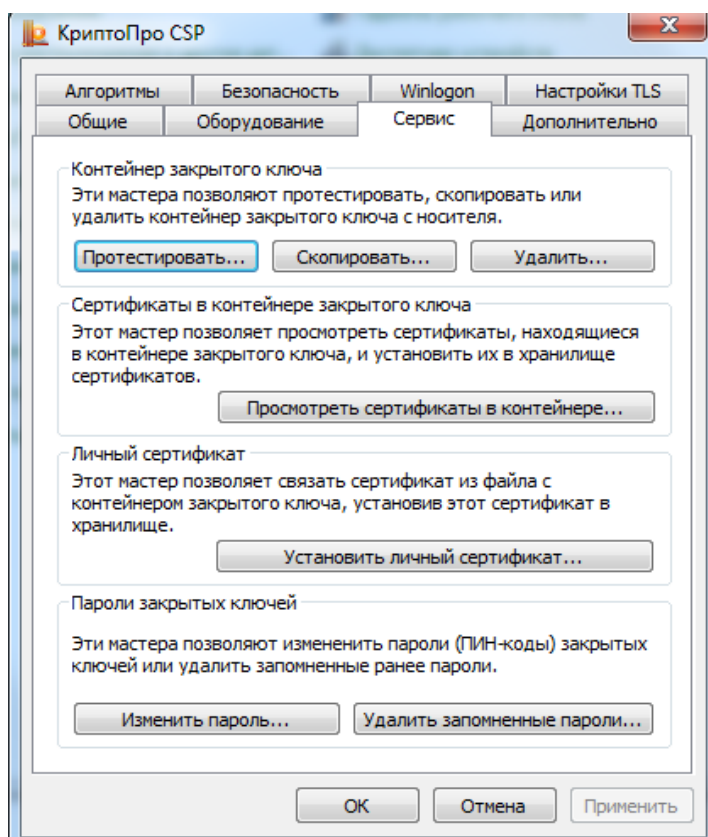 КриптоПро CSP
Алгоритмы Безопасность Winlogon Настройки TLS
Общие Оборудование Сервис Дополнительно
Контейнер закрытого ключа
Эти мастера позволяют протестировать, скопировать или
удалить контейнер закрытого ключа с носителя.
Протестировать... Скопировать... Удалить...
Сертификаты в контейнере закрытого ключа
Этот мастер позволяет просмотреть сертификаты, находящиеся
в контейнере закрытого ключа, и установить их в хранилище
сертификатов.
Просмотреть сертификаты в контейнере...
Личный сертификат
Этот мастер позволяет связать сертификат из файла с
контейнером закрытого ключа, установив этот сертификат в
хранилище.
Установить личный сертификат...
Пароли закрытых ключей
Эти мастера позволяют измененить пароли (ПИН-коды) закрытых
ключей или удалить запомненные ранее пароли.
Изменить пароль... Удалить запомненные пароли...
ОК Отмена Применить